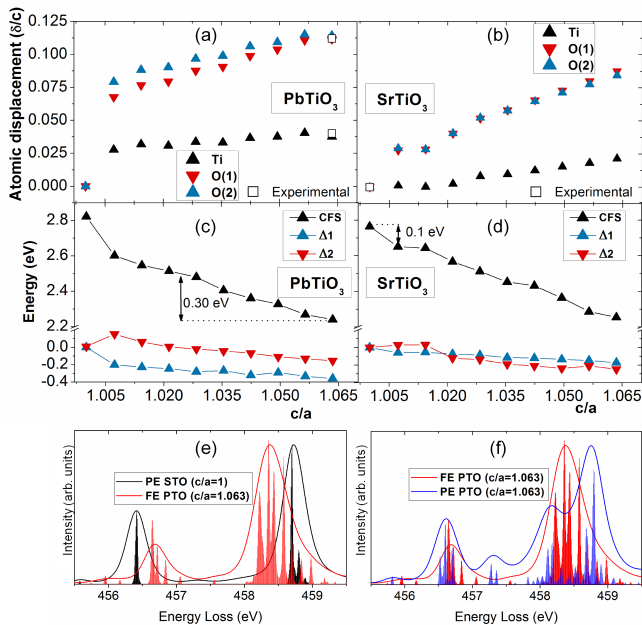 (a)
(b)
Atomic displacement (δ/c)
0.125
0.100
0.075
0.050
0.025
0.000
PbTiO3
Ti
O(1)
O(2)
Experimental
Ti
O(1)
O(2)
SrTiO3
Experimental
(c)
(d)
Energy (eV)
2.8
2.6
2.4
2.2
0.0
-0.2
-0.4
CFS
Δ1
Δ2
PbTiO3
0.30 eV
0.1 eV
CFS
Δ1
Δ2
SrTiO3
1.005 1.020 1.035 1.050 1.065
c/a
1.005 1.020 1.035 1.050 1.065
c/a
(e)
(f)
Intensity (arb. units)
PE STO (c/a=1)
FE PTO (c/a=1.063)
456 457 458 459
Energy Loss (eV)
Intensity (arb. units)
FE PTO (c/a=1.063)
PE PTO (c/a=1.063)
456 457 458 459
Energy Loss (eV)